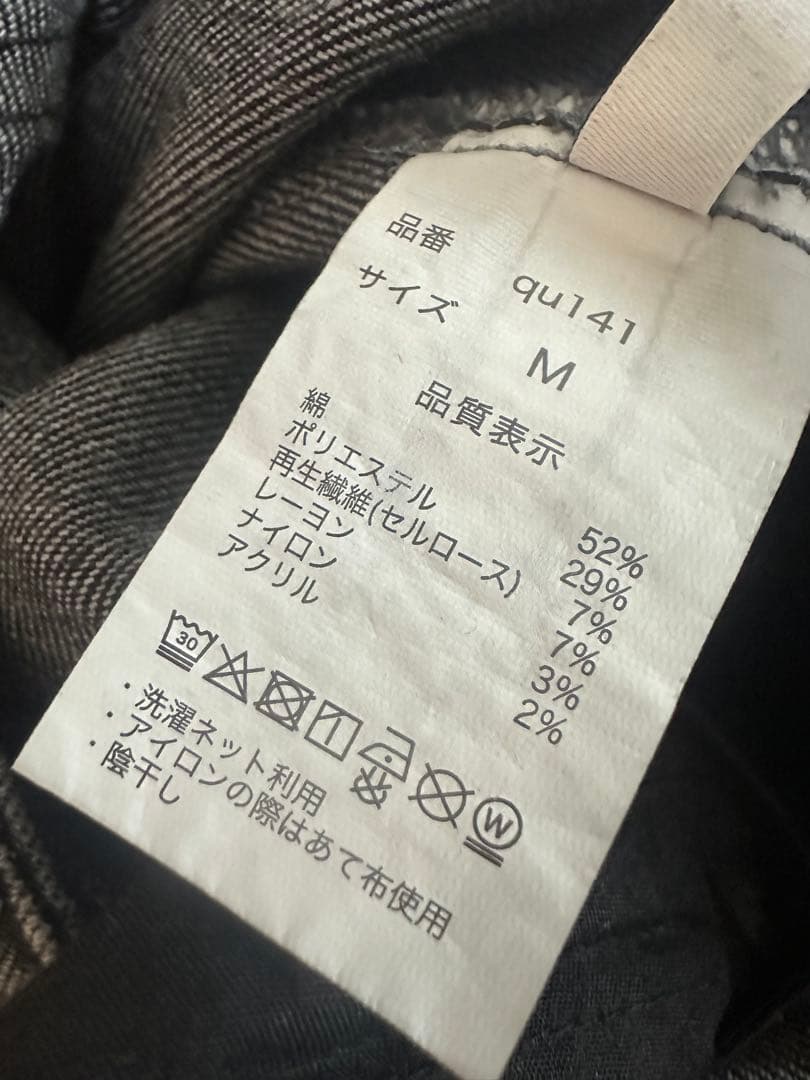 品番 qu141
サイズ M
品質表示
綿 52%
ポリエステル 29%
再生繊維(セルロース) 7%
レーヨン 7%
ナイロン 3%
アクリル 2%
30
W
・洗濯ネット利用
・アイロンの際はあて布使用
・陰干し